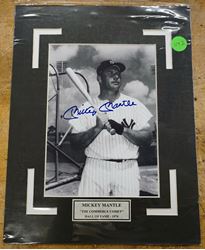 Mickey Mantle
MICKEY MANTLE
"THE COMMERCE COMET"
HALL OF FAME - 1974